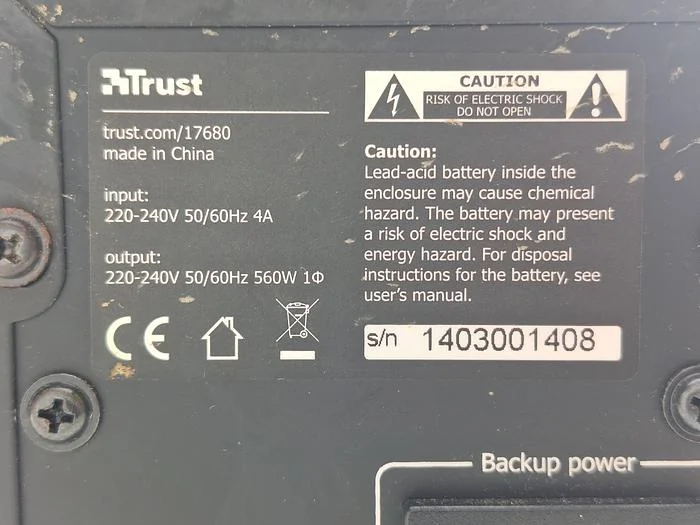 Trust
trust.com/17680
made in China
input:
220-240V 50/60Hz 4A
output:
220-240V 50/60Hz 560W 1Φ
CE
CAUTION
RISK OF ELECTRIC SHOCK
DO NOT OPEN
Caution:
Lead-acid battery inside the
enclosure may cause chemical
hazard. The battery may present
a risk of electric shock and
energy hazard. For disposal
instructions for the battery, see
user's manual.
s/n 1403001408
Backup power